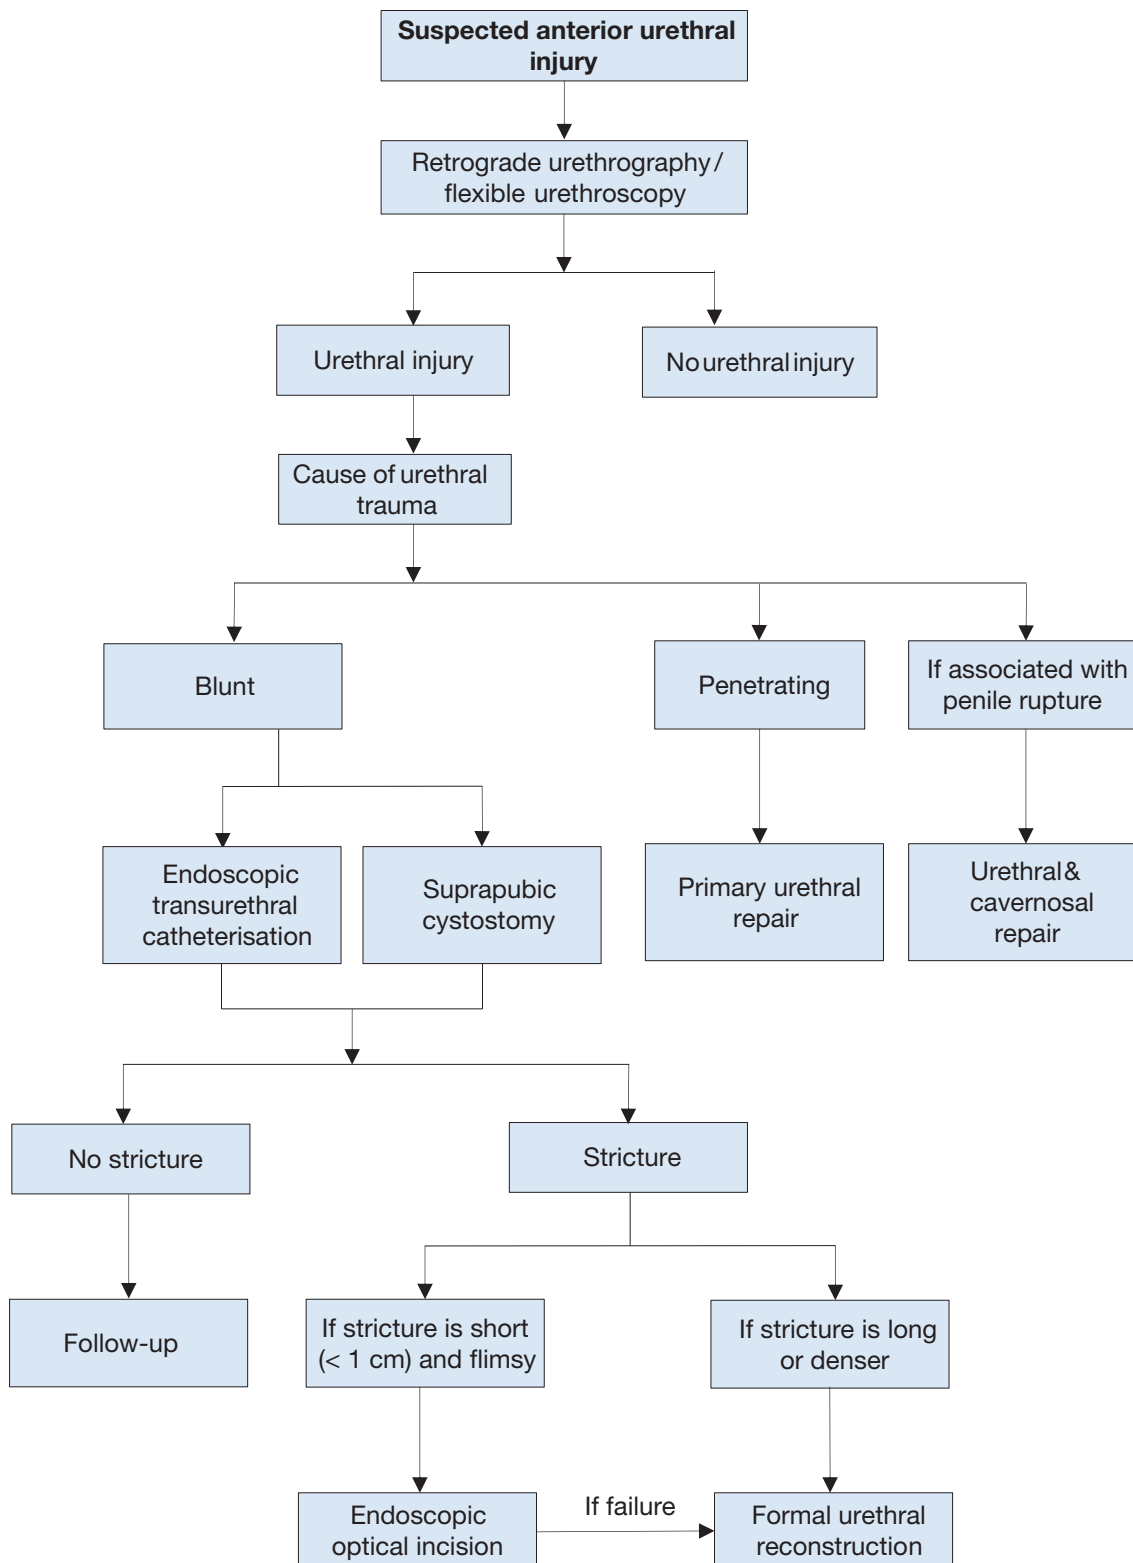 Suspected anterior urethral
injury
Retrograde urethrography/
flexible urethroscopy
Urethral injury
No urethral injury
Cause of urethral
trauma
Blunt
Penetrating
If associated with
penile rupture
Endoscopic
transurethral
catheterisation
Suprapubic
cystostomy
Primary urethral
repair
Urethral &
cavernosal
repair
No stricture
Stricture
Follow-up
If stricture is short
(< 1 cm) and flimsy
If stricture is long
or denser
Endoscopic
optical incision
If failure
Formal urethral
reconstruction